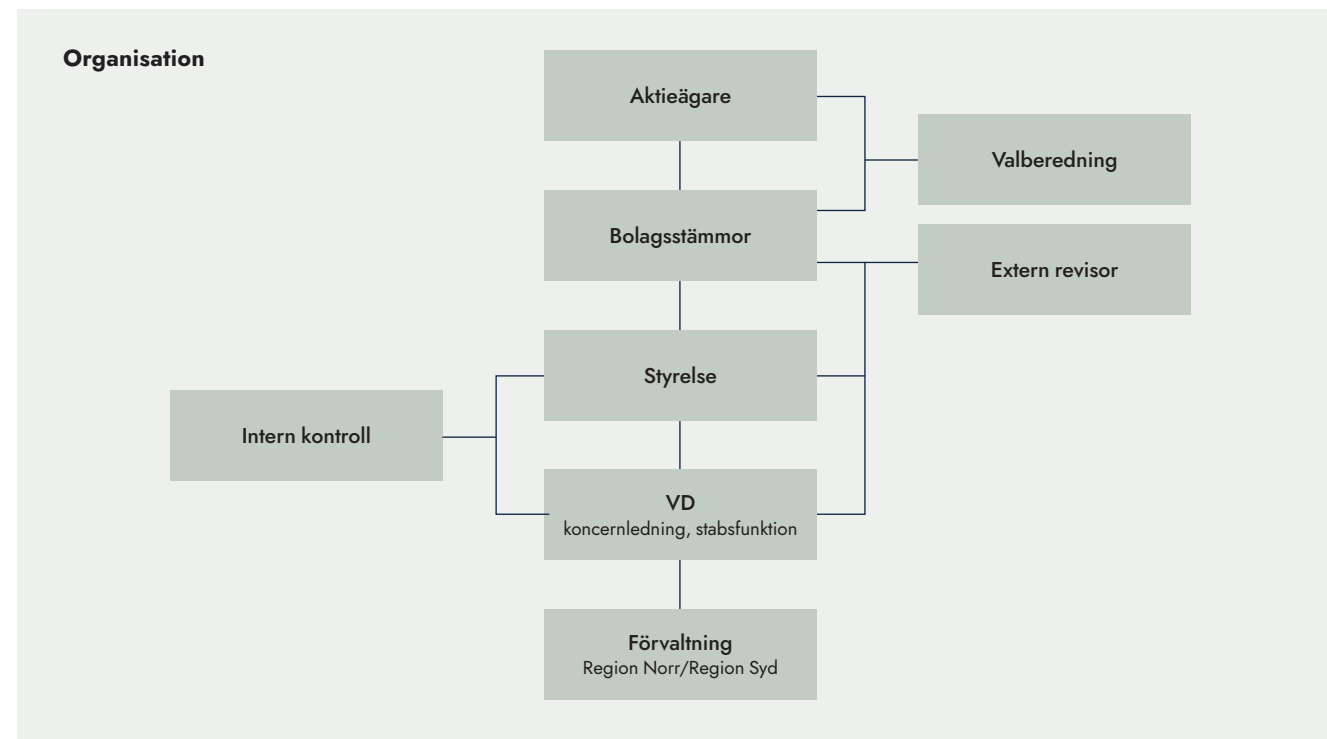 Organisation
Aktieägare
Valberedning
Bolagsstämmor
Extern revisor
Styrelse
Intern kontroll
VD
koncernledning, stabsfunktion
Förvaltning
Region Norr/Region Syd